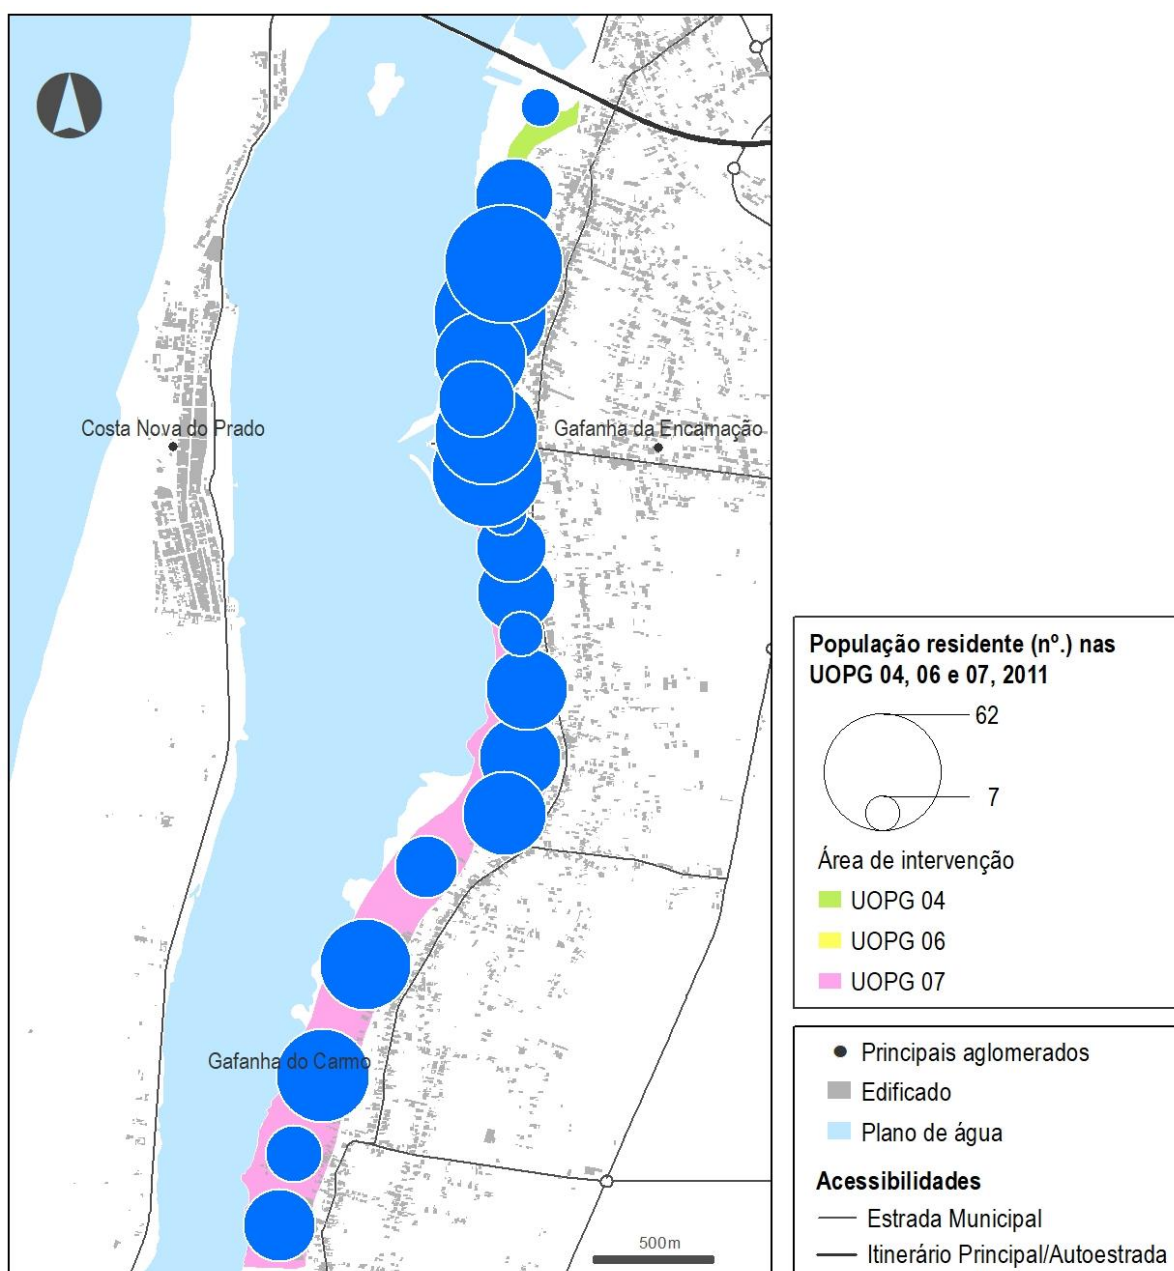 Costa Nova do Prado
Gafanha da Encarnação
Gafanha do Carmo
500m
População residente (nº.) nas
UOPG 04, 06 e 07, 2011
62
7
Área de intervenção
UOPG 04
UOPG 06
UOPG 07
Principais aglomerados
Edificado
Plano de água
Acessibilidades
Estrada Municipal
Itinerário Principal/Autoestrada